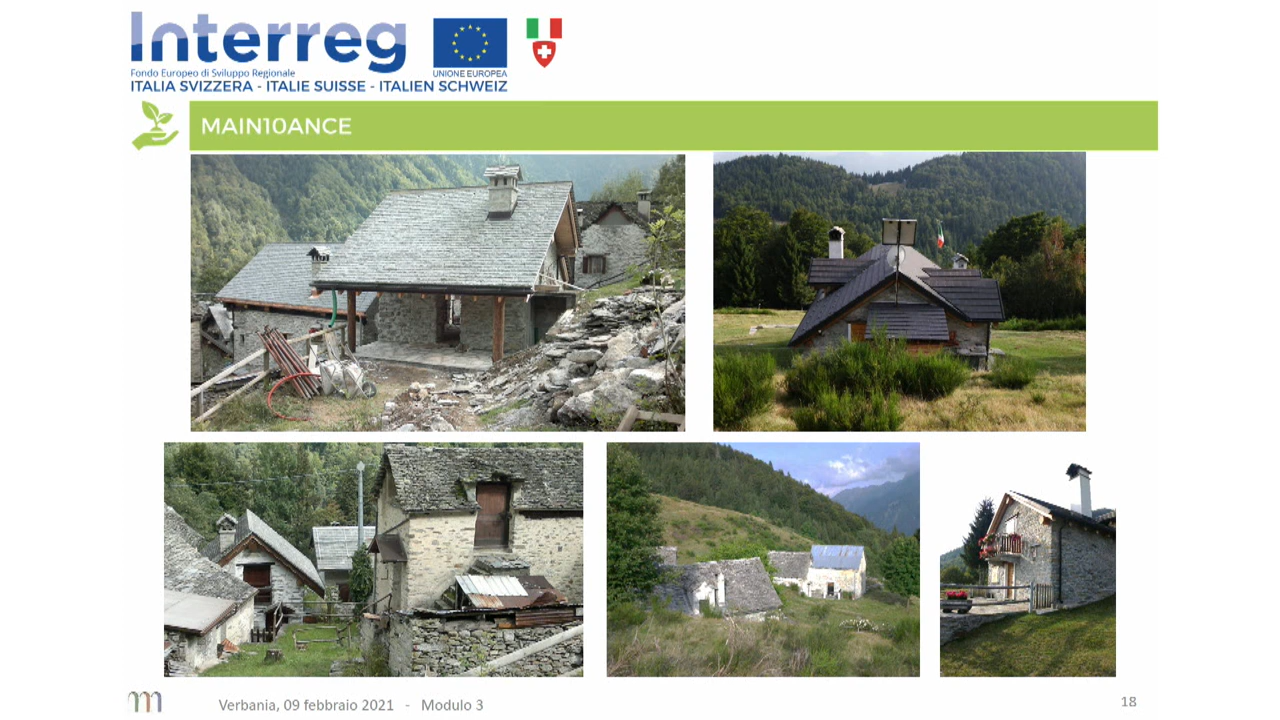 Interreg
Fondo Europeo di Sviluppo Regionale
UNIONE EUROPEA
ITALIA SVIZZERA - ITALIE SUISSE - ITALIEN SCHWEIZ
MAIN10ANCE
m
Verbania, 09 febbraio 2021 - Modulo 3
18